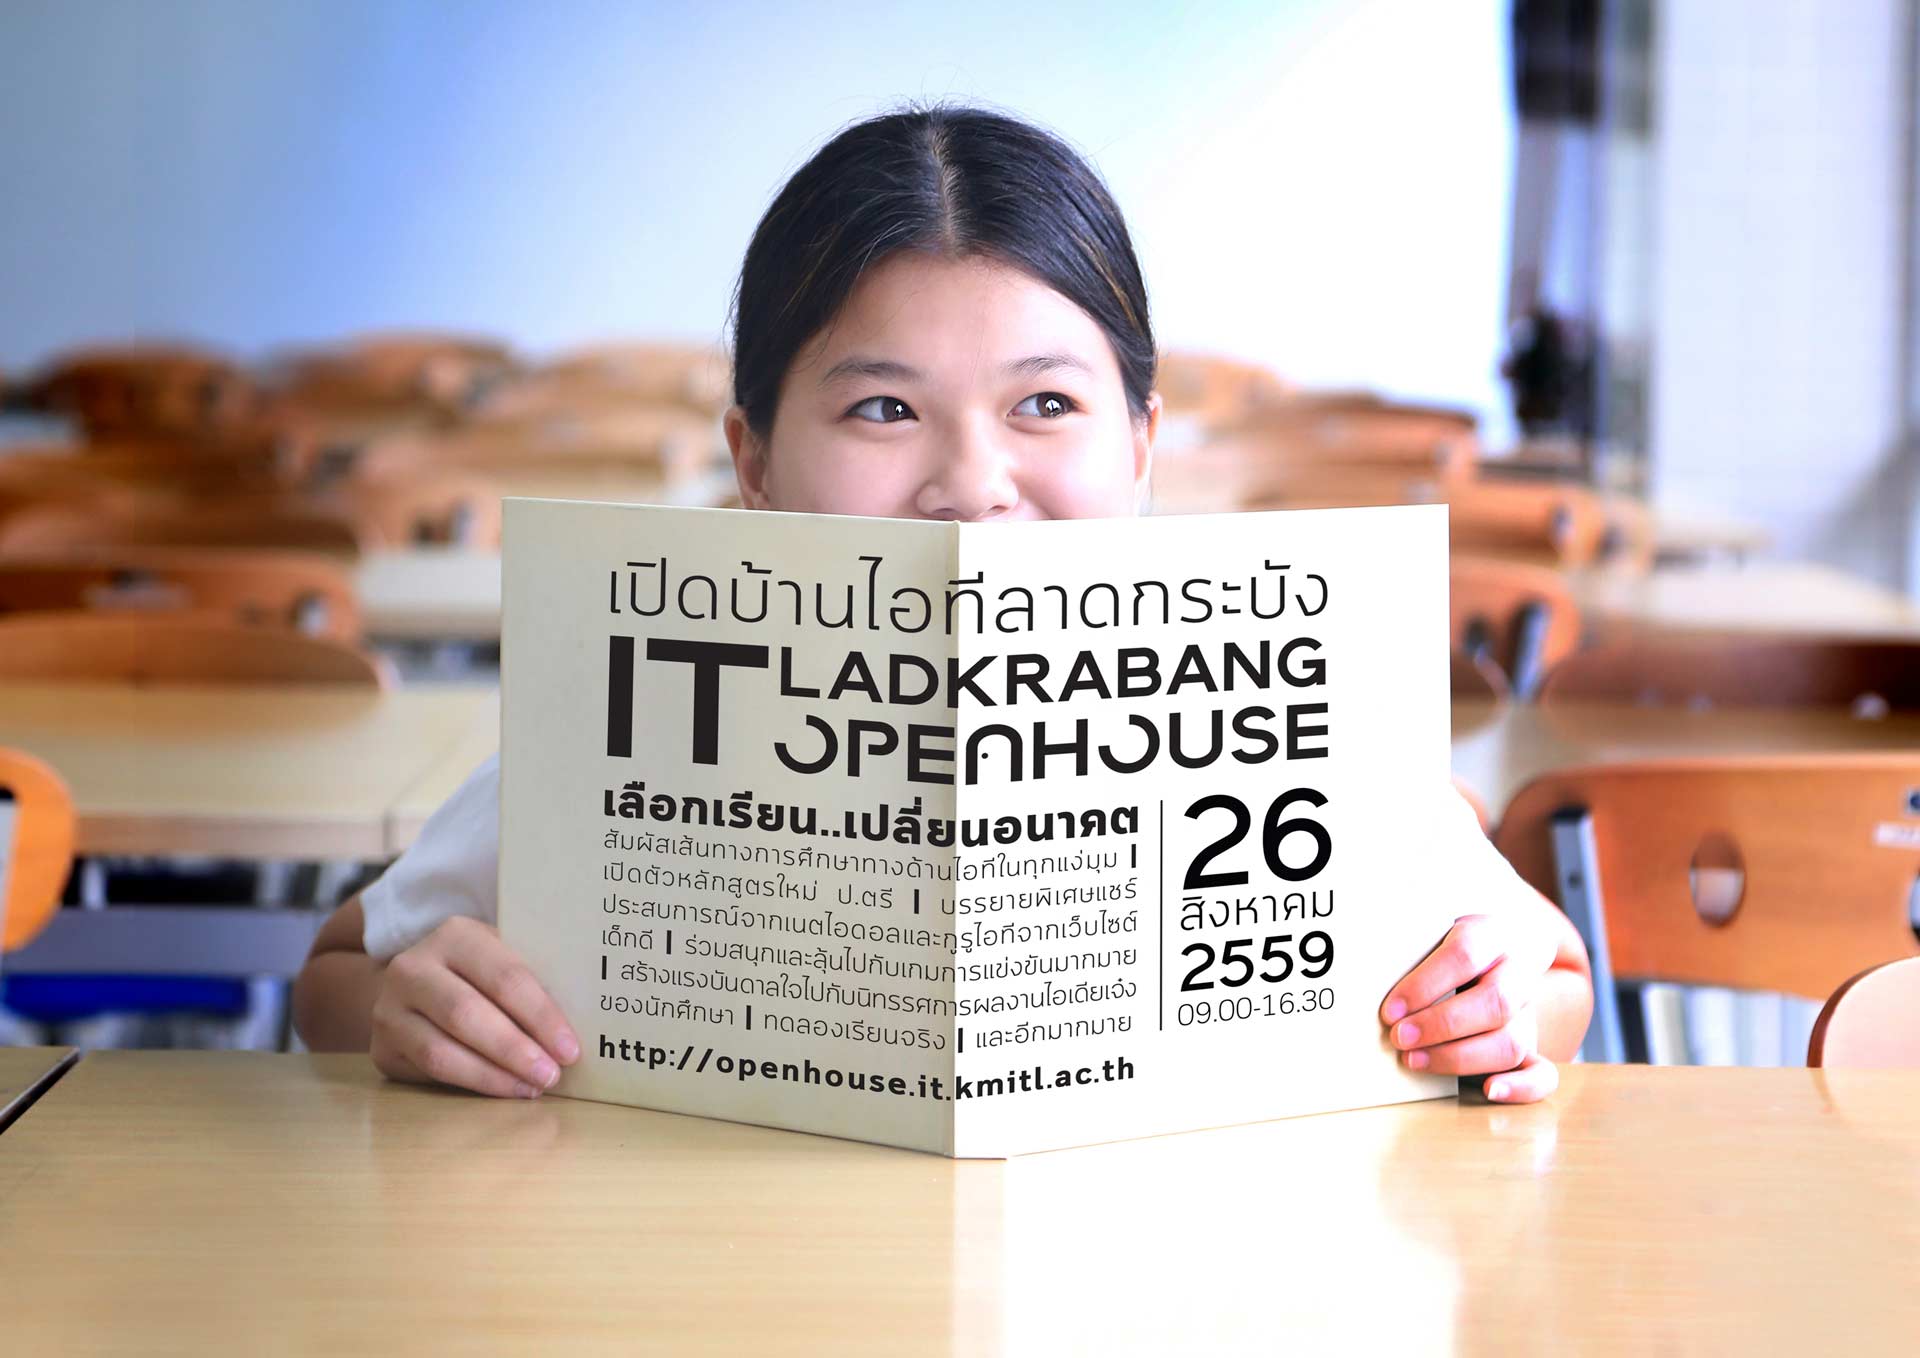 เปิดบ้านไอทีลาดกระบัง
IT LADKRABANG
OPENHOUSE
เลือกเรียน..เปลี่ยนอนาคต
สัมผัสเส้นทางการศึกษาทางด้านไอทีในทุกแง่มุม |
เปิดตัวหลักสูตรใหม่ ป.ตรี | บรรยายพิเศษแชร์
ประสบการณ์จากเนตไอดอลและกูรูไอทีจากเว็บไซต์
เด็กดี | ร่วมสนุกและลุ้นไปกับเกมการแข่งขันมากมาย
| สร้างแรงบันดาลใจไปกับนิทรรศการผลงานไอเดียเจ๋ง
ของนักศึกษา | ทดลองเรียนจริง | และอีกมากมาย
http://openhouse.it.kmitl.ac.th
26
สิงหาคม
2559
09.00-16.30